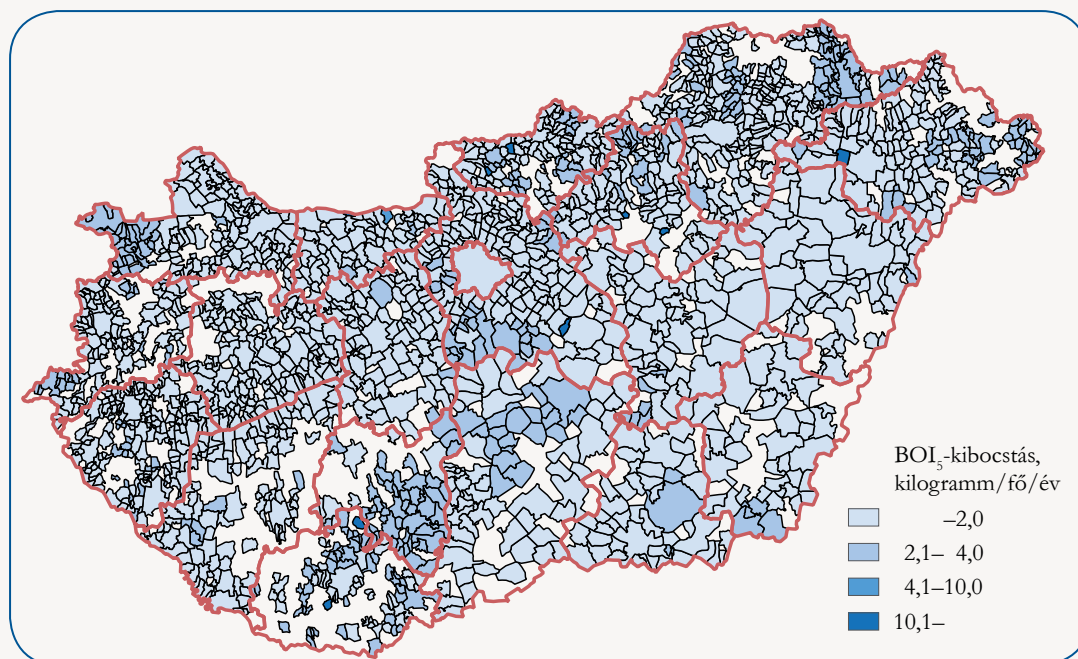 BOI₅-kibocstás,
kilogramm/fő/év
–2,0
2,1– 4,0
4,1–10,0
10,1–